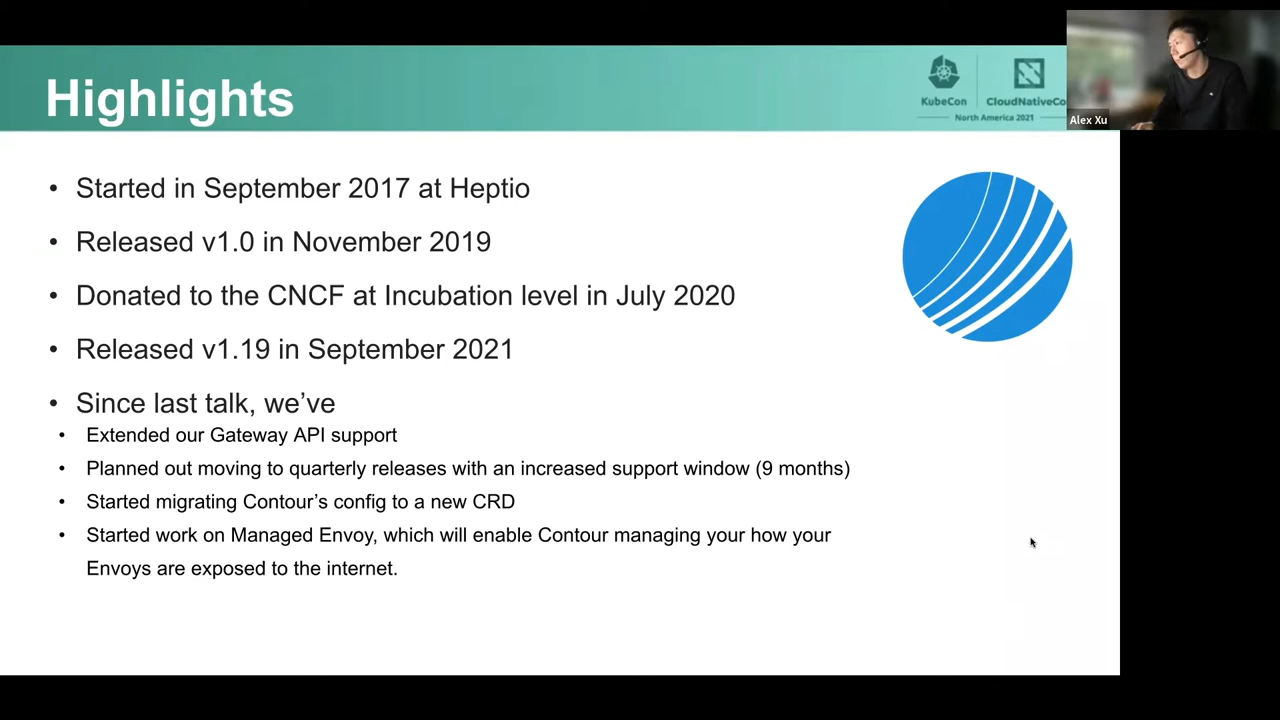 Highlights
KubeCon
CloudNativeCo
North America 2021
Alex Xu
• Started in September 2017 at Heptio
• Released v1.0 in November 2019
• Donated to the CNCF at Incubation level in July 2020
• Released v1.19 in September 2021
• Since last talk, we’ve
• Extended our Gateway API support
• Planned out moving to quarterly releases with an increased support window (9 months)
• Started migrating Contour’s config to a new CRD
• Started work on Managed Envoy, which will enable Contour managing your how your
Envoys are exposed to the internet.